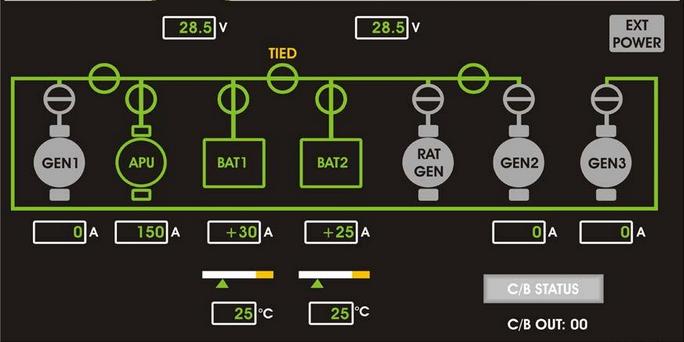 28.5 V
28.5 V
EXT
POWER
TIED
GEN1
APU
BAT1
BAT2
RAT
GEN
GEN2
GEN3
0 A
150 A
+30 A
+25 A
0 A
0 A
25 °C
25 °C
C/B STATUS
C/B OUT: 00